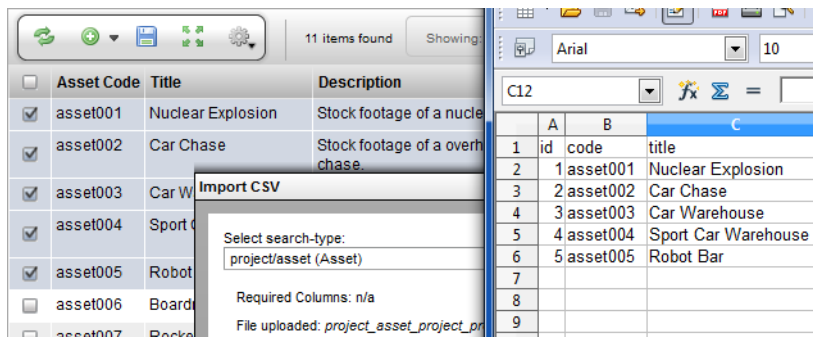 11 items found
Showing:
Asset Code Title Description
asset001 Nuclear Explosion Stock footage of a nucle
asset002 Car Chase Stock footage of a overh
chase.
asset003 Car W
asset004 Sport
asset005 Robot
asset006 Board
asset007 Rocke
Import CSV
Select search-type:
project/asset (Asset)
Required Columns: n/a
File uploaded: project_asset_project_pr
Arial 10
C12
A B C
1 id code title
2 1 asset001 Nuclear Explosion
3 2 asset002 Car Chase
4 3 asset003 Car Warehouse
5 4 asset004 Sport Car Warehouse
6 5 asset005 Robot Bar
7
8
9